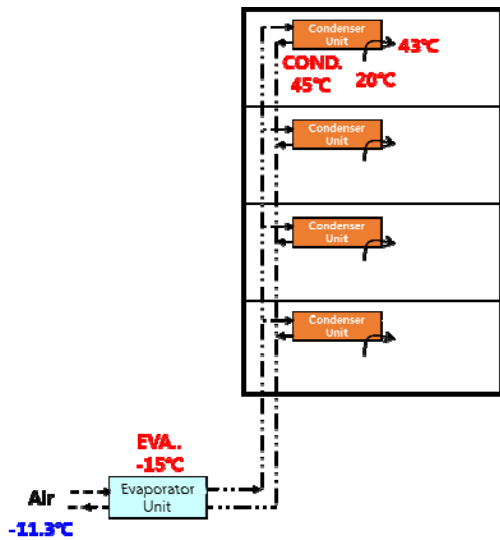 Condenser
Unit
43℃
COND.
45℃
20℃
Condenser
Unit
Condenser
Unit
Condenser
Unit
EVA..
-15℃
Evaporator
Unit
Air
-11.3℃